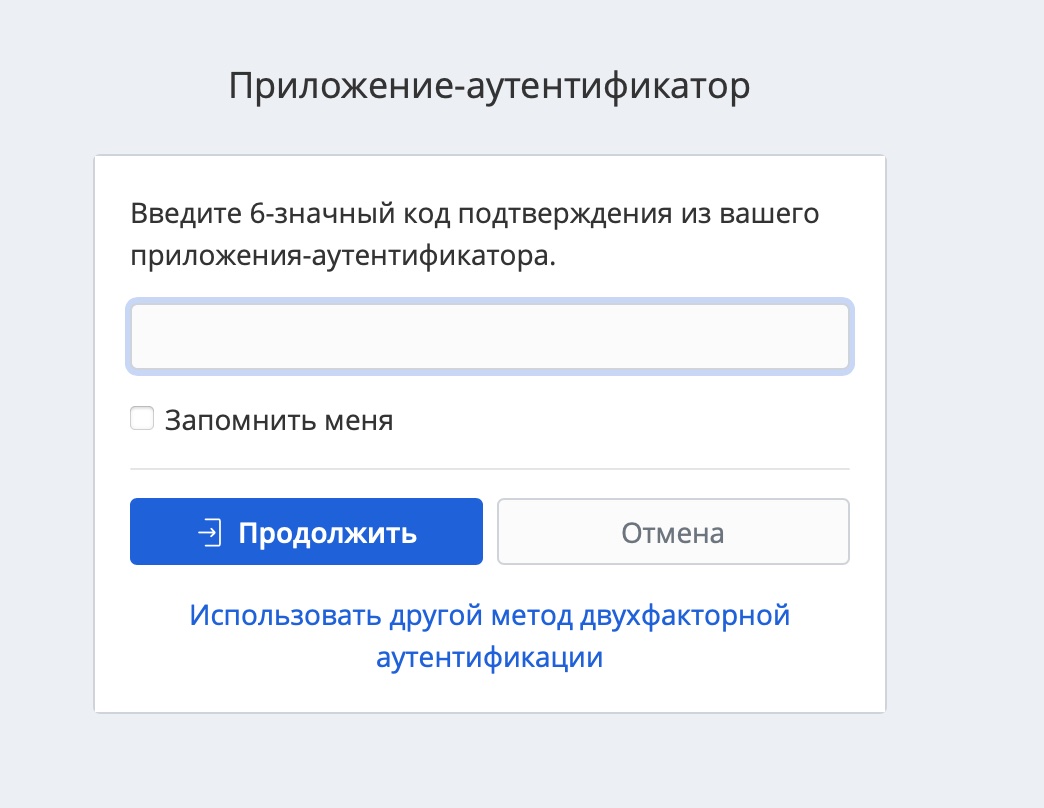 Приложение-аутентификатор
Введите 6-значный код подтверждения из вашего
приложения-аутентификатора.
Запомнить меня
Продолжить
Отмена
Использовать другой метод двухфакторной
аутентификации